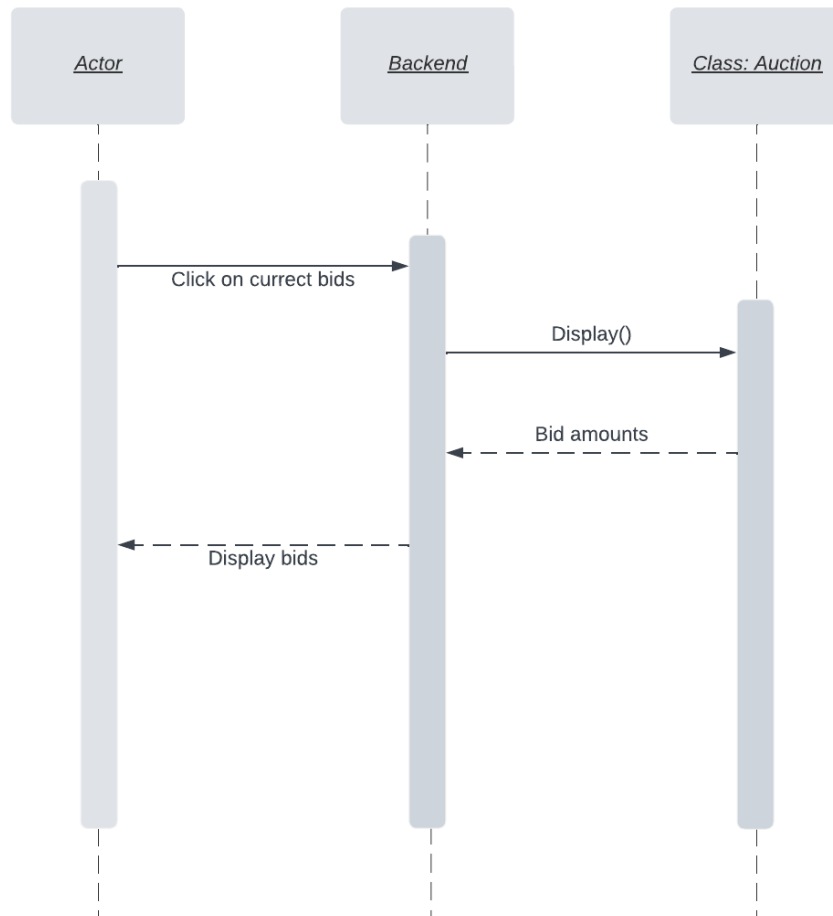 Actor
Backend
Class: Auction
Click on currect bids
Display()
Bid amounts
Display bids